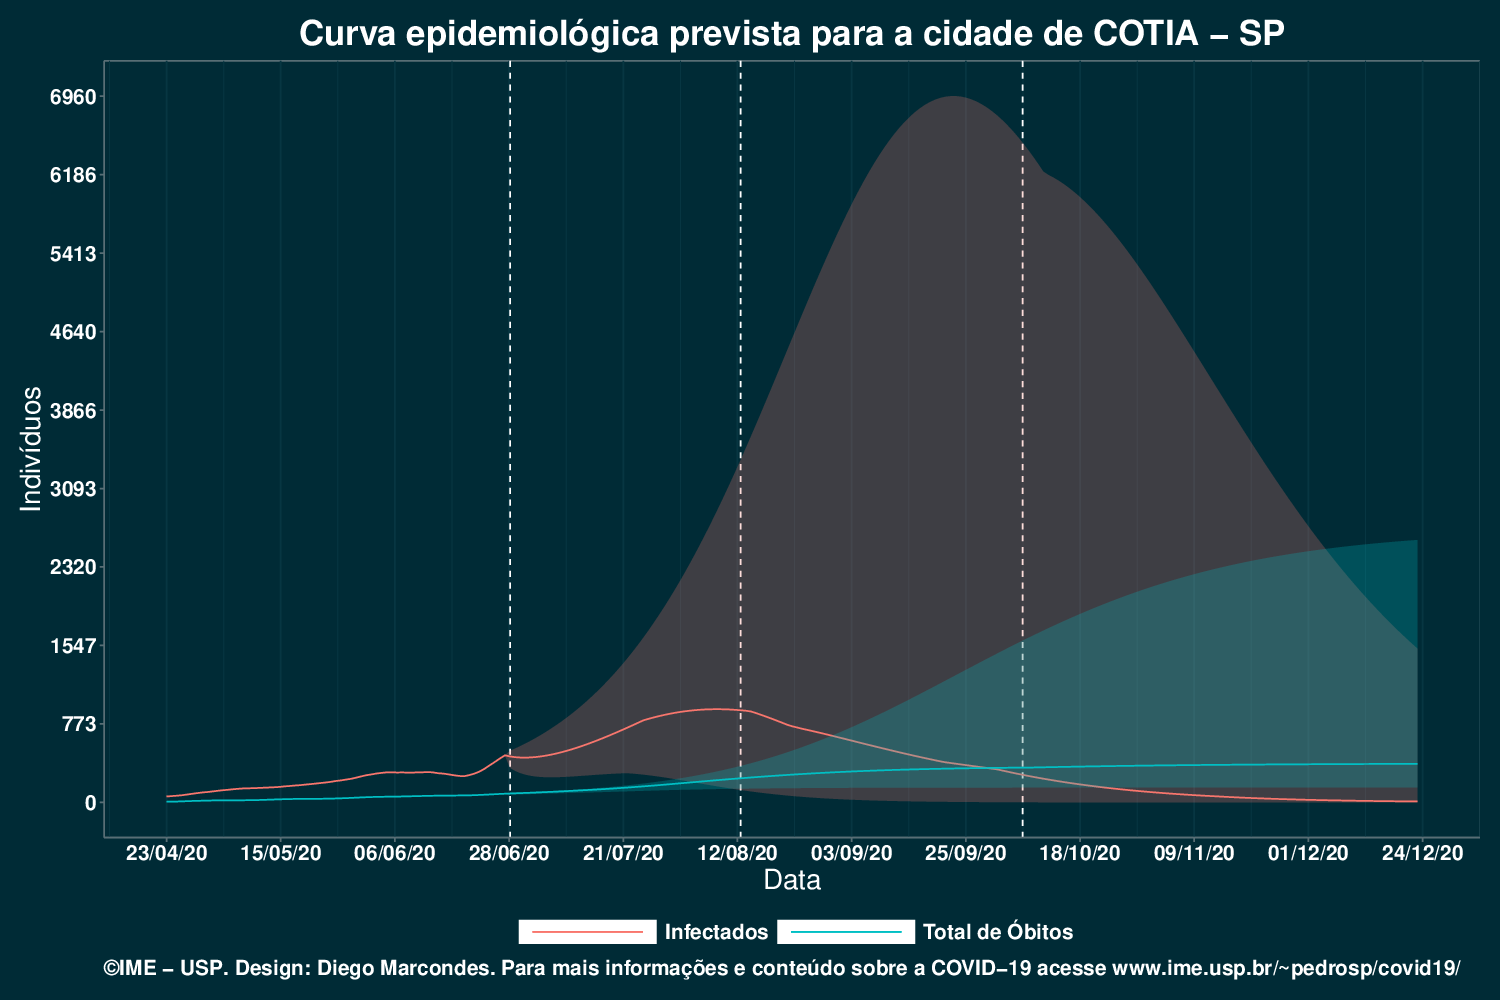 Curva epidemiológica prevista para a cidade de COTIA – SP
6960
6186
5413
4640
3866
3093
2320
1547
773
0
Indivíduos
23/04/20 15/05/20 06/06/20 28/06/20 21/07/20 12/08/20 03/09/20 25/09/20 18/10/20 09/11/20 01/12/20 24/12/20
Data
Infectados Total de Óbitos
©IME – USP. Design: Diego Marcondes. Para mais informações e conteúdo sobre a COVID–19 acesse www.ime.usp.br/~pedrosp/covid19/